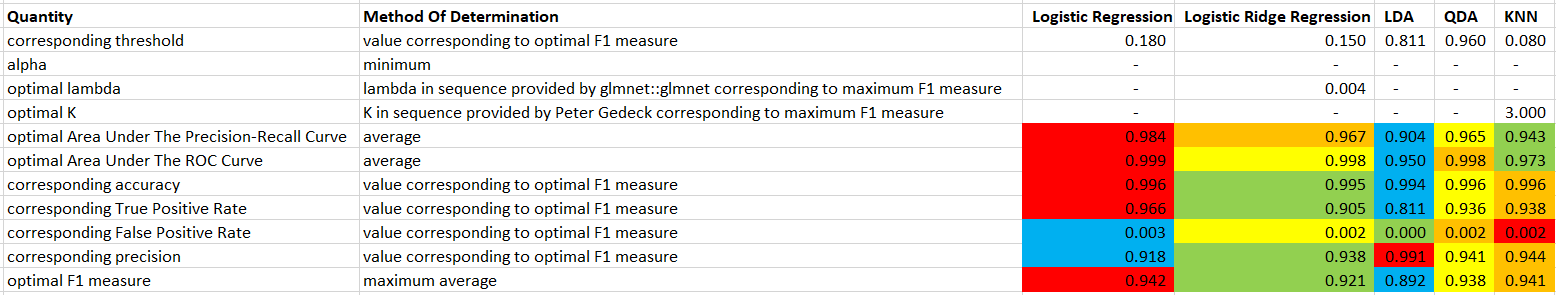 Quantity Method Of Determination Logistic Regression Logistic Ridge Regression LDA QDA KNN
corresponding threshold value corresponding to optimal F1 measure 0.180 0.150 0.811 0.960 0.080
alpha minimum - - - - -
optimal lambda lambda in sequence provided by glmnet::glmnet corresponding to maximum F1 measure - 0.004 - - -
optimal K K in sequence provided by Peter Gedeck corresponding to maximum F1 measure - - - - 3.000
optimal Area Under The Precision-Recall Curve average 0.984 0.967 0.904 0.965 0.943
optimal Area Under The ROC Curve average 0.999 0.998 0.950 0.998 0.973
corresponding accuracy value corresponding to optimal F1 measure 0.996 0.995 0.994 0.996 0.996
corresponding True Positive Rate value corresponding to optimal F1 measure 0.966 0.905 0.811 0.936 0.938
corresponding False Positive Rate value corresponding to optimal F1 measure 0.003 0.002 0.000 0.002 0.002
corresponding precision value corresponding to optimal F1 measure 0.918 0.938 0.991 0.941 0.944
optimal F1 measure maximum average 0.942 0.921 0.892 0.938 0.941